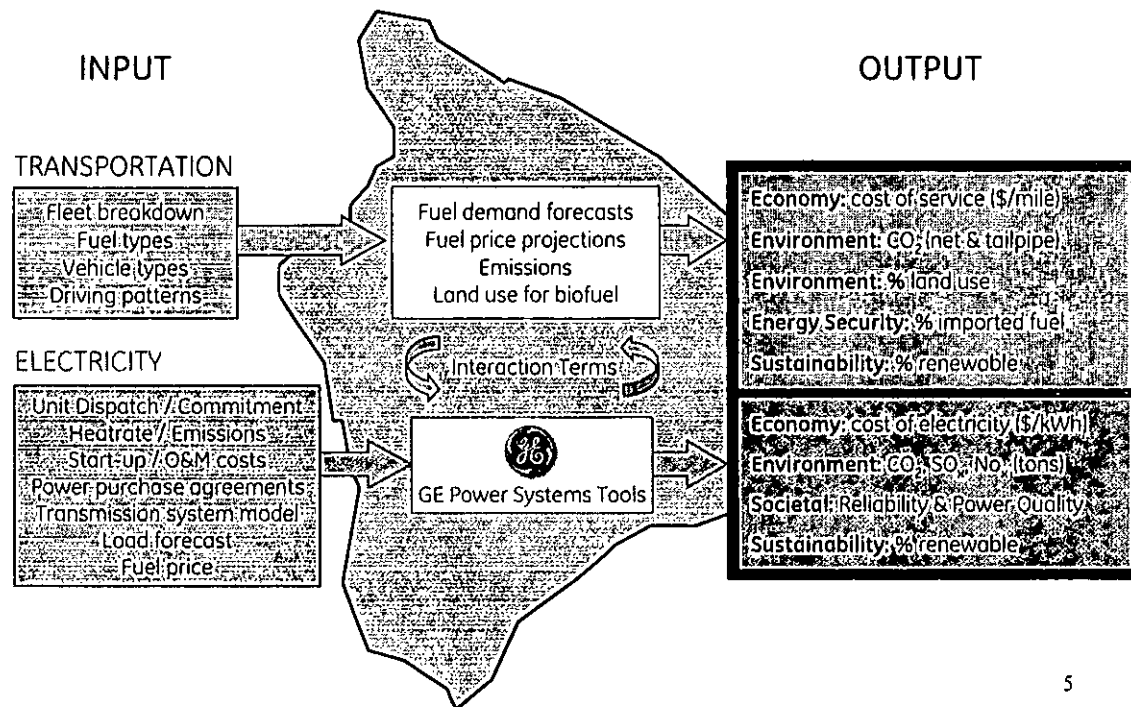 INPUT
OUTPUT
TRANSPORTATION
Fleet breakdown
Fuel types
Vehicle types
Driving patterns
ELECTRICITY
Unit Dispatch / Commitment
Heatrate / Emissions
Start-up / O&M costs
Power purchase agreements
Transmission system model
Load forecast
Fuel price
Fuel demand forecasts
Fuel price projections
Emissions
Land use for biofuel
Interaction Terms
GE
GE Power Systems Tools
Economy: cost of service ($/mile)
Environment: CO2 (net & tailpipe)
Environment: % land use
Energy Security: % imported fuel
Sustainability: % renewable
Economy: cost of electricity ($/kWh)
Environment: CO2, SOx, Nox (tons)
Societal: Reliability & Power Quality
Sustainability: % renewable
5